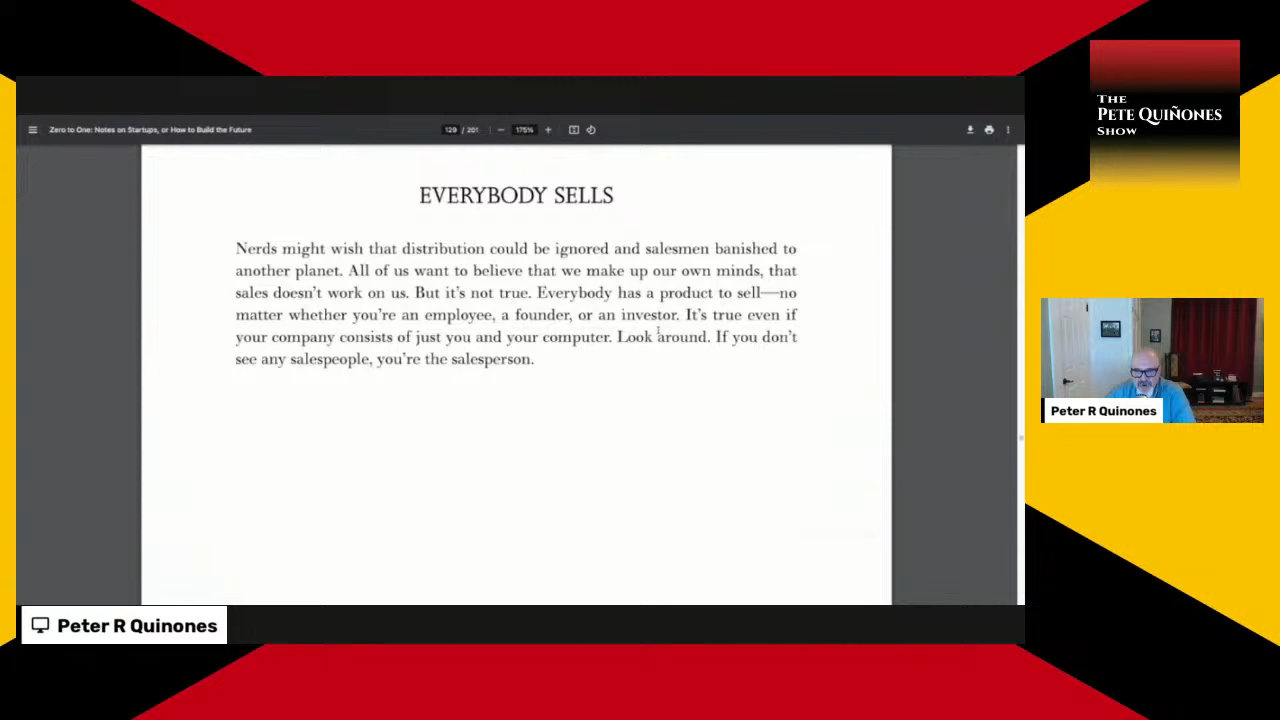 THE
PETE QUIÑONES
SHOW
Zero to One: Notes on Startups, or How to Build the Future
129 / 201
175%
EVERYBODY SELLS
Nerds might wish that distribution could be ignored and salesmen banished to
another planet. All of us want to believe that we make up our own minds, that
sales doesn't work on us. But it's not true. Everybody has a product to sell—no
matter whether you're an employee, a founder, or an investor. It's true even if
your company consists of just you and your computer. Look around. If you don't
see any salespeople, you're the salesperson.
Peter R Quinones
Peter R Quinones